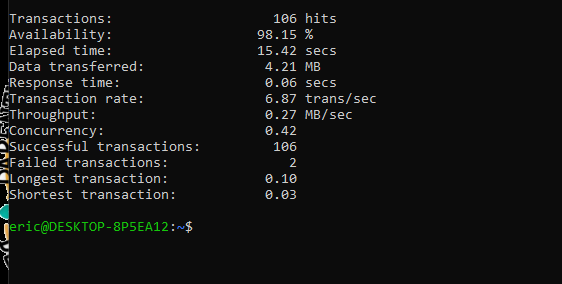 Transactions: 106 hits
Availability: 98.15 %
Elapsed time: 15.42 secs
Data transferred: 4.21 MB
Response time: 0.06 secs
Transaction rate: 6.87 trans/sec
Throughput: 0.27 MB/sec
Concurrency: 0.42
Successful transactions: 106
Failed transactions: 2
Longest transaction: 0.10
Shortest transaction: 0.03
eric@DESKTOP-8P5EA12:~$